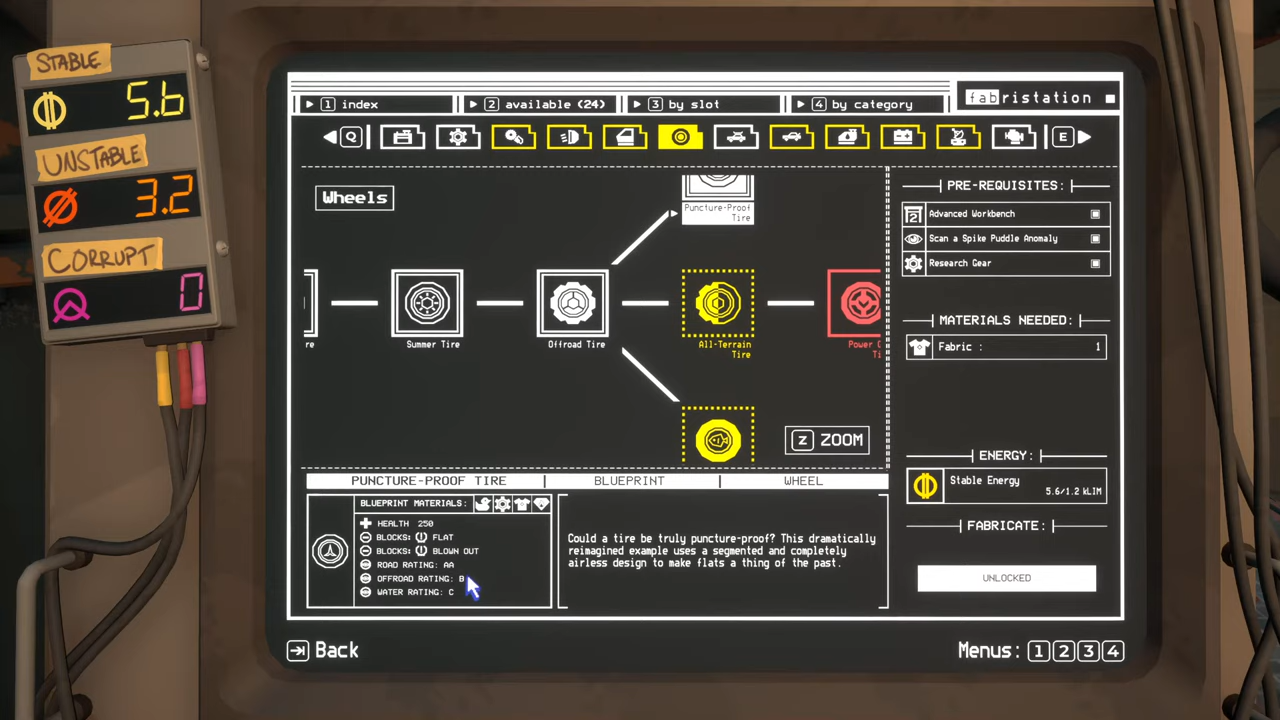 STABLE
5.6
UNSTABLE
3.2
CORRUPT
0
1 index
2 available (24)
3 by slot
4 by category
fabristation
Q
E
Wheels
Puncture-Proof
Tire
re
Summer Tire
Offroad Tire
All-Terrain
Tire
Power
Z ZOOM
PUNCTURE-PROOF TIRE
BLUEPRINT
WHEEL
BLUEPRINT MATERIALS:
HEALTH 250
BLOCKS: FLAT
BLOCKS: BLOWN OUT
ROAD RATING: AA
OFFROAD RATING: B
WATER RATING: C
Could a tire be truly puncture-proof? This dramatically
reimagined example uses a segmented and completely
airless design to make flats a thing of the past.
PRE-REQUISITES:
2 Advanced Workbench
Scan a Spike Puddle Anomaly
Research Gear
MATERIALS NEEDED:
Fabric : 1
ENERGY:
Stable Energy
5.6/1.2 kLIM
FABRICATE:
UNLOCKED
Back
Menus: 1 2 3 4